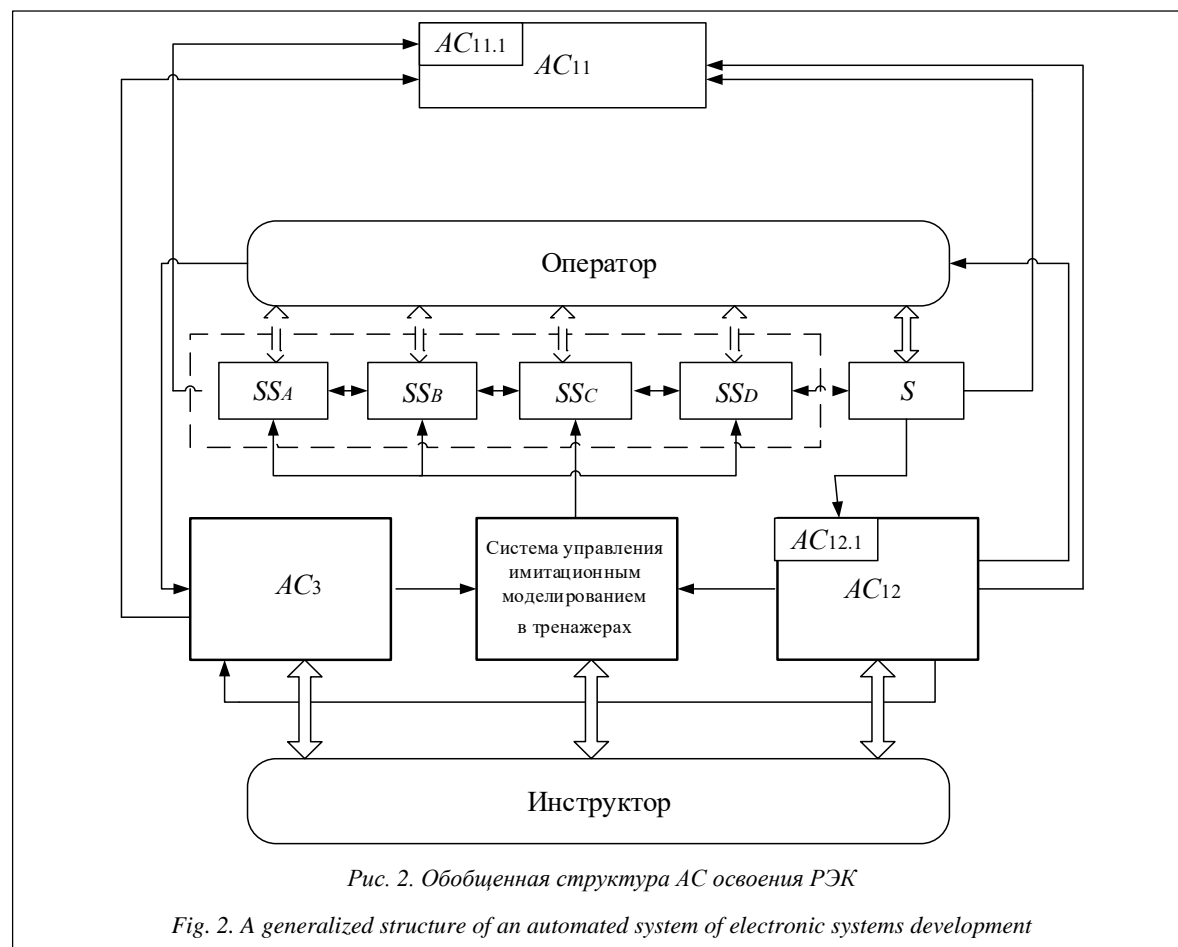 AC11.1
AC11
Оператор
SSA
SSB
SSC
SSD
S
AC3
Система управления
имитационным
моделированием
в тренажерах
AC12.1
AC12
Инструктор
Рис. 2. Обобщенная структура АС освоения РЭК
Fig. 2. A generalized structure of an automated system of electronic systems development